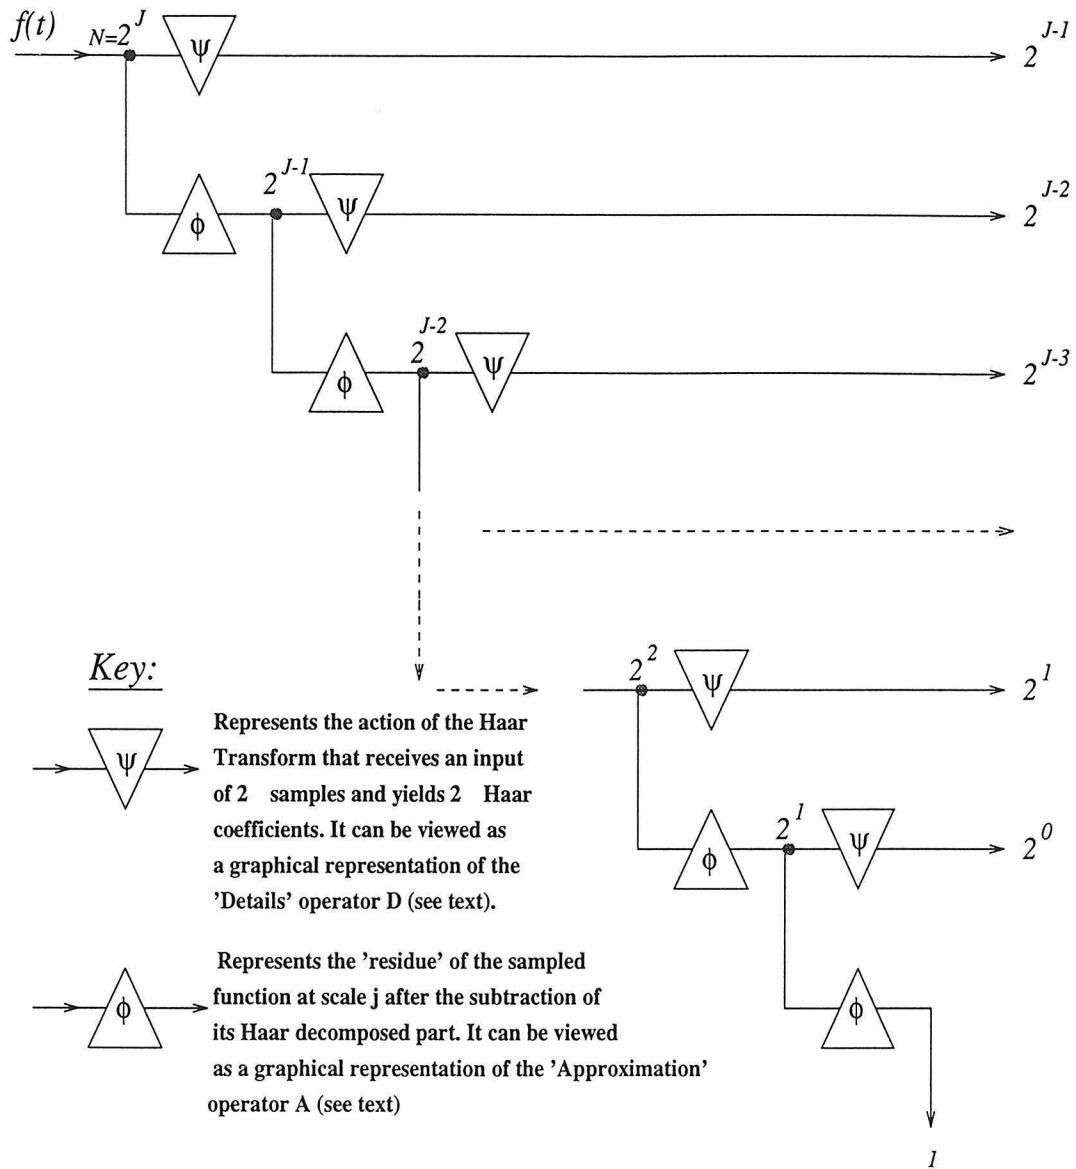 f(t) N=2^J ψ 2^{J-1}
2^{J-1} ψ 2^{J-2}
ϕ
2^{J-2} ψ 2^{J-3}
ϕ
Key:
2^2 ψ 2^1
ψ
Represents the action of the Haar
Transform that receives an input
of 2 samples and yields 2 Haar
coefficients. It can be viewed as
a graphical representation of the
'Details' operator D (see text).
ϕ 2^1 ψ 2^0
ϕ
Represents the 'residue' of the sampled
function at scale j after the subtraction of
its Haar decomposed part. It can be viewed
as a graphical representation of the 'Approximation'
operator A (see text)
ϕ
1